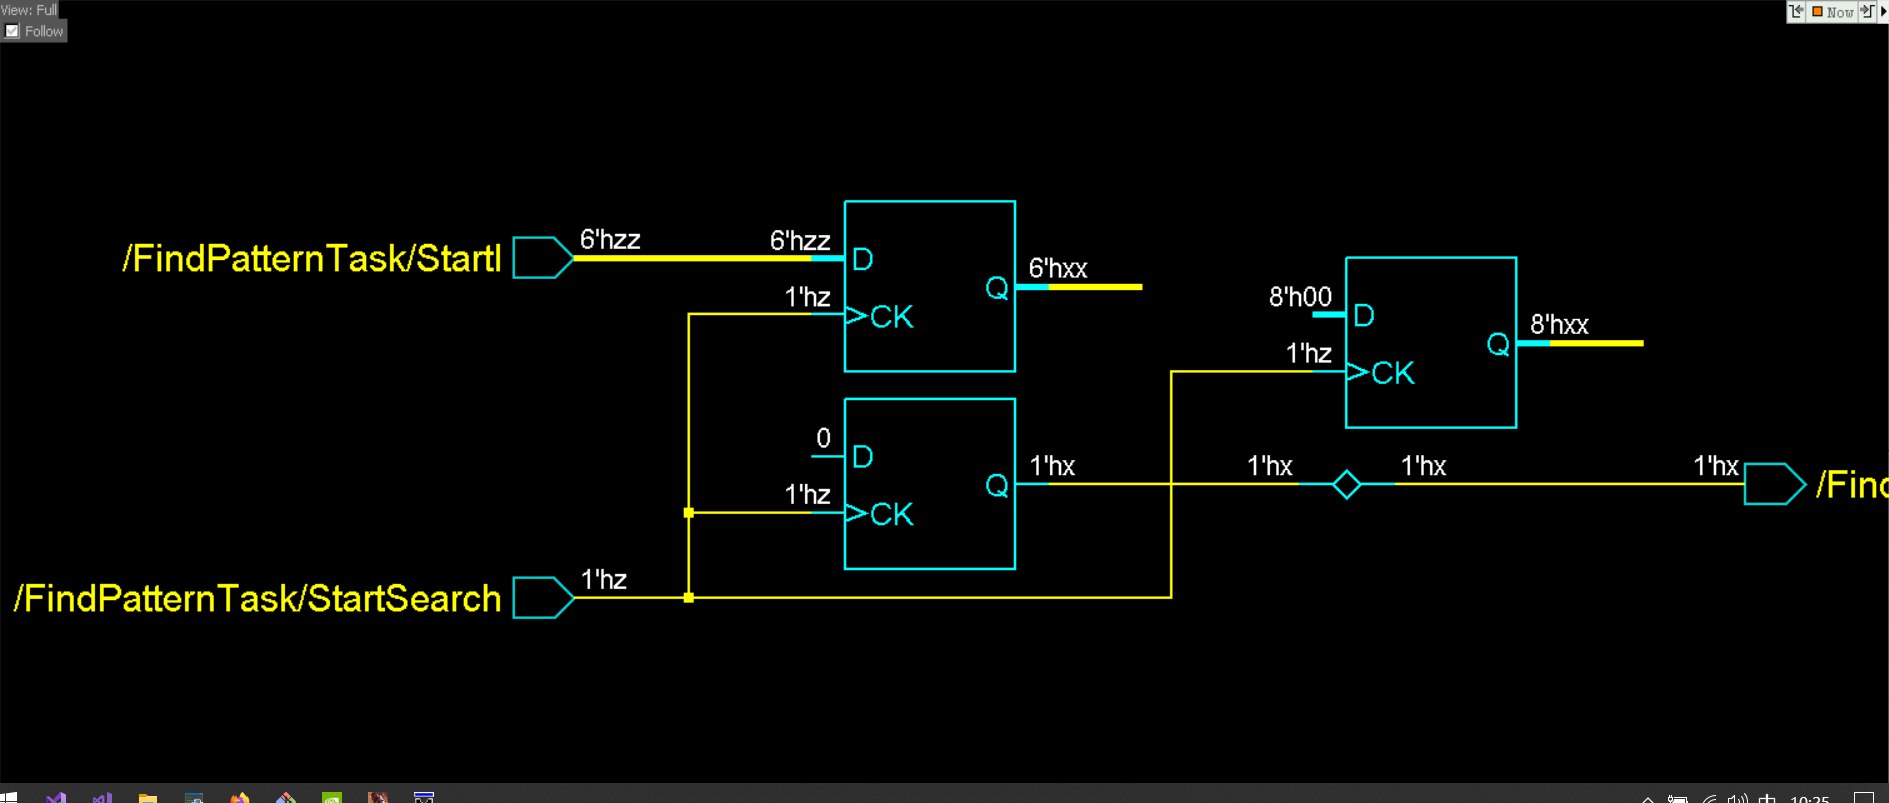 View: Full
Follow
Now
/FindPatternTask/StartI
6'hzz
6'hzz
D
1'hz
CK
Q
6'hxx
8'h00
D
1'hz
CK
Q
8'hxx
0
D
1'hz
CK
Q
1'hx
1'hx
1'hx
1'hx
/Find
/FindPatternTask/StartSearch
1'hz
中
10:25